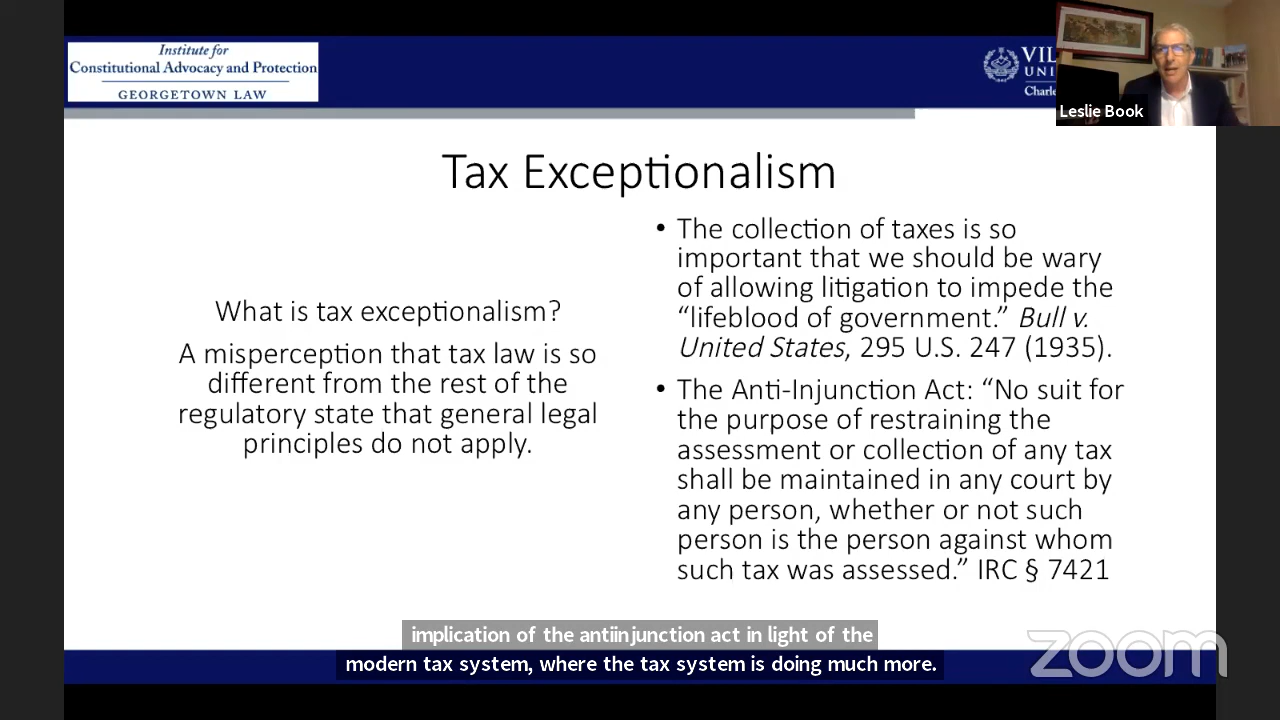 Institute for
Constitutional Advocacy and Protection
GEORGETOWN LAW
VIL
UNI
Charle
Leslie Book
Tax Exceptionalism
What is tax exceptionalism?
A misperception that tax law is so
different from the rest of the
regulatory state that general legal
principles do not apply.
• The collection of taxes is so
important that we should be wary
of allowing litigation to impede the
“lifeblood of government.” Bull v.
United States, 295 U.S. 247 (1935).
• The Anti-Injunction Act: “No suit for
the purpose of restraining the
assessment or collection of any tax
shall be maintained in any court by
any person, whether or not such
person is the person against whom
such tax was assessed.” IRC § 7421
implication of the antiinjunction act in light of the
modern tax system, where the tax system is doing much more.
zoom